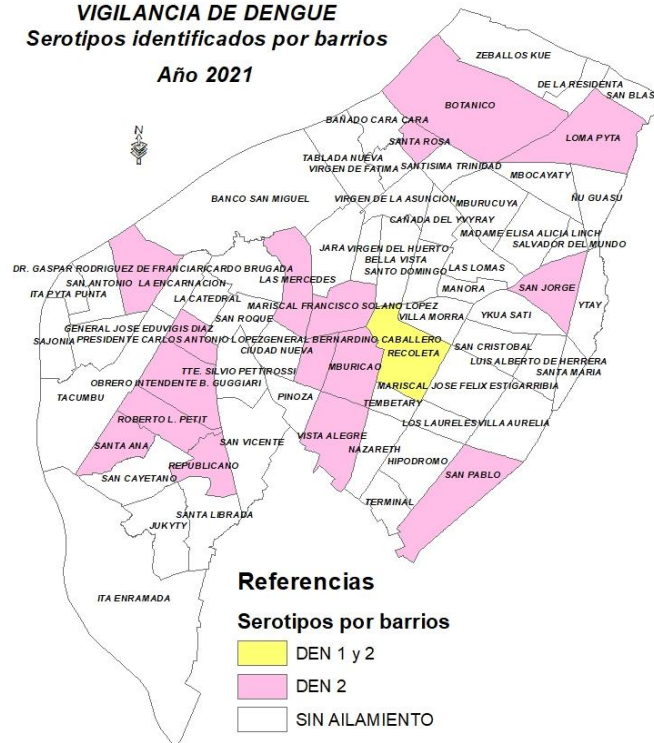 VIGILANCIA DE DENGUE
Serotipos identificados por barrios
Año 2021
N
ZEBALLOS KUE
DE LA RESIDENTA
SAN BLAS
BOTANICO
BAÑADO CARA CARA
SANTA ROSA
LOMA PYTA
TABLADA NUEVA
VIRGEN DE FATIMA
SANTISIMA TRINIDAD
MBOCAYATY
BANCO SAN MIGUEL
VIRGEN DE LA ASUNCION
MBURUCUYA
ÑU GUASU
CAÑADA DEL YVYRAY
MADAME ELISA ALICIA LINCH
JARA
VIRGEN DEL HUERTO
SALVADOR DEL MUNDO
BELLA VISTA
DR. GASPAR RODRIGUEZ DE FRANCIA
RICARDO BRUGADA
SANTO DOMINGO
LAS LOMAS
SAN ANTONIO
LA ENCARNACION
LAS MERCEDES
MANORA
SAN JORGE
ITA PYTA PUNTA
LA CATEDRAL
MARISCAL FRANCISCO SOLANO LOPEZ
YTAY
SAN ROQUE
VILLA MORRA
YKUA SATI
GENERAL JOSE EDUVIGIS DIAZ
SAJONIA
PRESIDENTE CARLOS ANTONIO LOPEZ
GENERAL BERNARDINO CABALLERO
SAN CRISTOBAL
CIUDAD NUEVA
RECOLETA
LUIS ALBERTO DE HERRERA
TTE. SILVIO PETTIROSSI
MBURICAO
SANTA MARIA
OBRERO INTENDENTE B. GUGGIARI
MARISCAL JOSE FELIX ESTIGARRIBIA
TACUMBU
PINOZA
TEMBETARY
ROBERTO L. PETIT
LOS LAURELES
VILLA AURELIA
SANTA ANA
SAN VICENTE
VISTA ALEGRE
NAZARETH
REPUBLICANO
HIPODROMO
SAN PABLO
SAN CAYETANO
TERMINAL
SANTA LIBRADA
JUKYTY
ITA ENRAMADA
Referencias
Serotipos por barrios
DEN 1 y 2
DEN 2
SIN AILAMIENTO